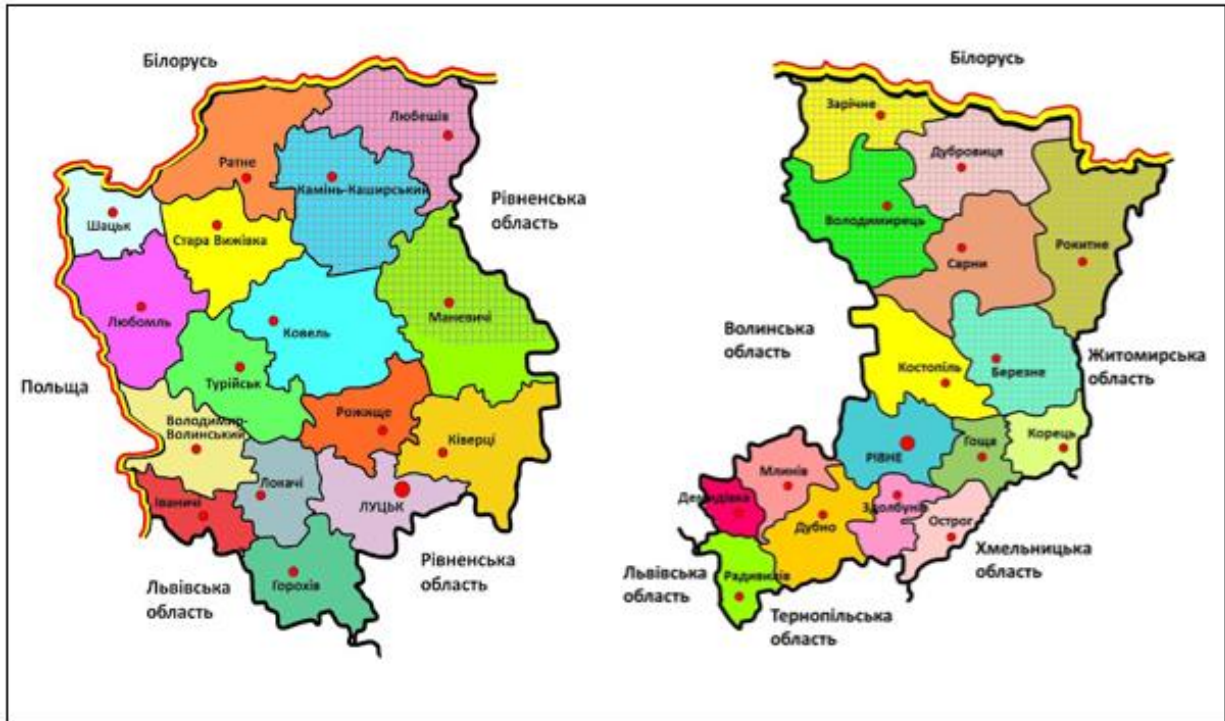 Білорусь
Любешів
Ратне
Камінь-Каширський
Рівненська
область
Шацьк
Стара Вижівка
Любомль
Ковель
Маневичі
Польща
Турійськ
Володимир-
Волинський
Рожище
Ківерці
Локачі
ЛУЦЬК
Іваничі
Горохів
Львівська
область
Рівненська
область
Білорусь
Зарічне
Дубровиця
Володимирець
Сарни
Рокитне
Волинська
область
Костопіль
Березне
Житомирська
область
РІВНЕ
Гоща
Корець
Млинів
Демидівка
Дубно
Здолбунів
Острог
Радивилів
Львівська
область
Тернопільська
область
Хмельницька
область